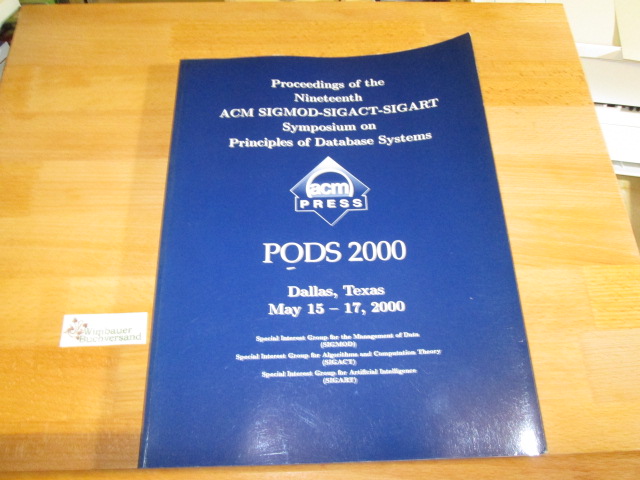 Proceedings of the
Nineteenth
ACM SIGMOD-SIGACT-SIGART
Symposium on
Principles of Database Systems
acm
PRESS
PODS 2000
Dallas, Texas
May 15 – 17, 2000
Special Interest Group for the Management of Data
(SIGMOD)
Special Interest Group for Algorithms and Computation Theory
(SIGACT)
Special Interest Group for Artificial Intelligence
(SIGART)
Wimbauer
Buchversand